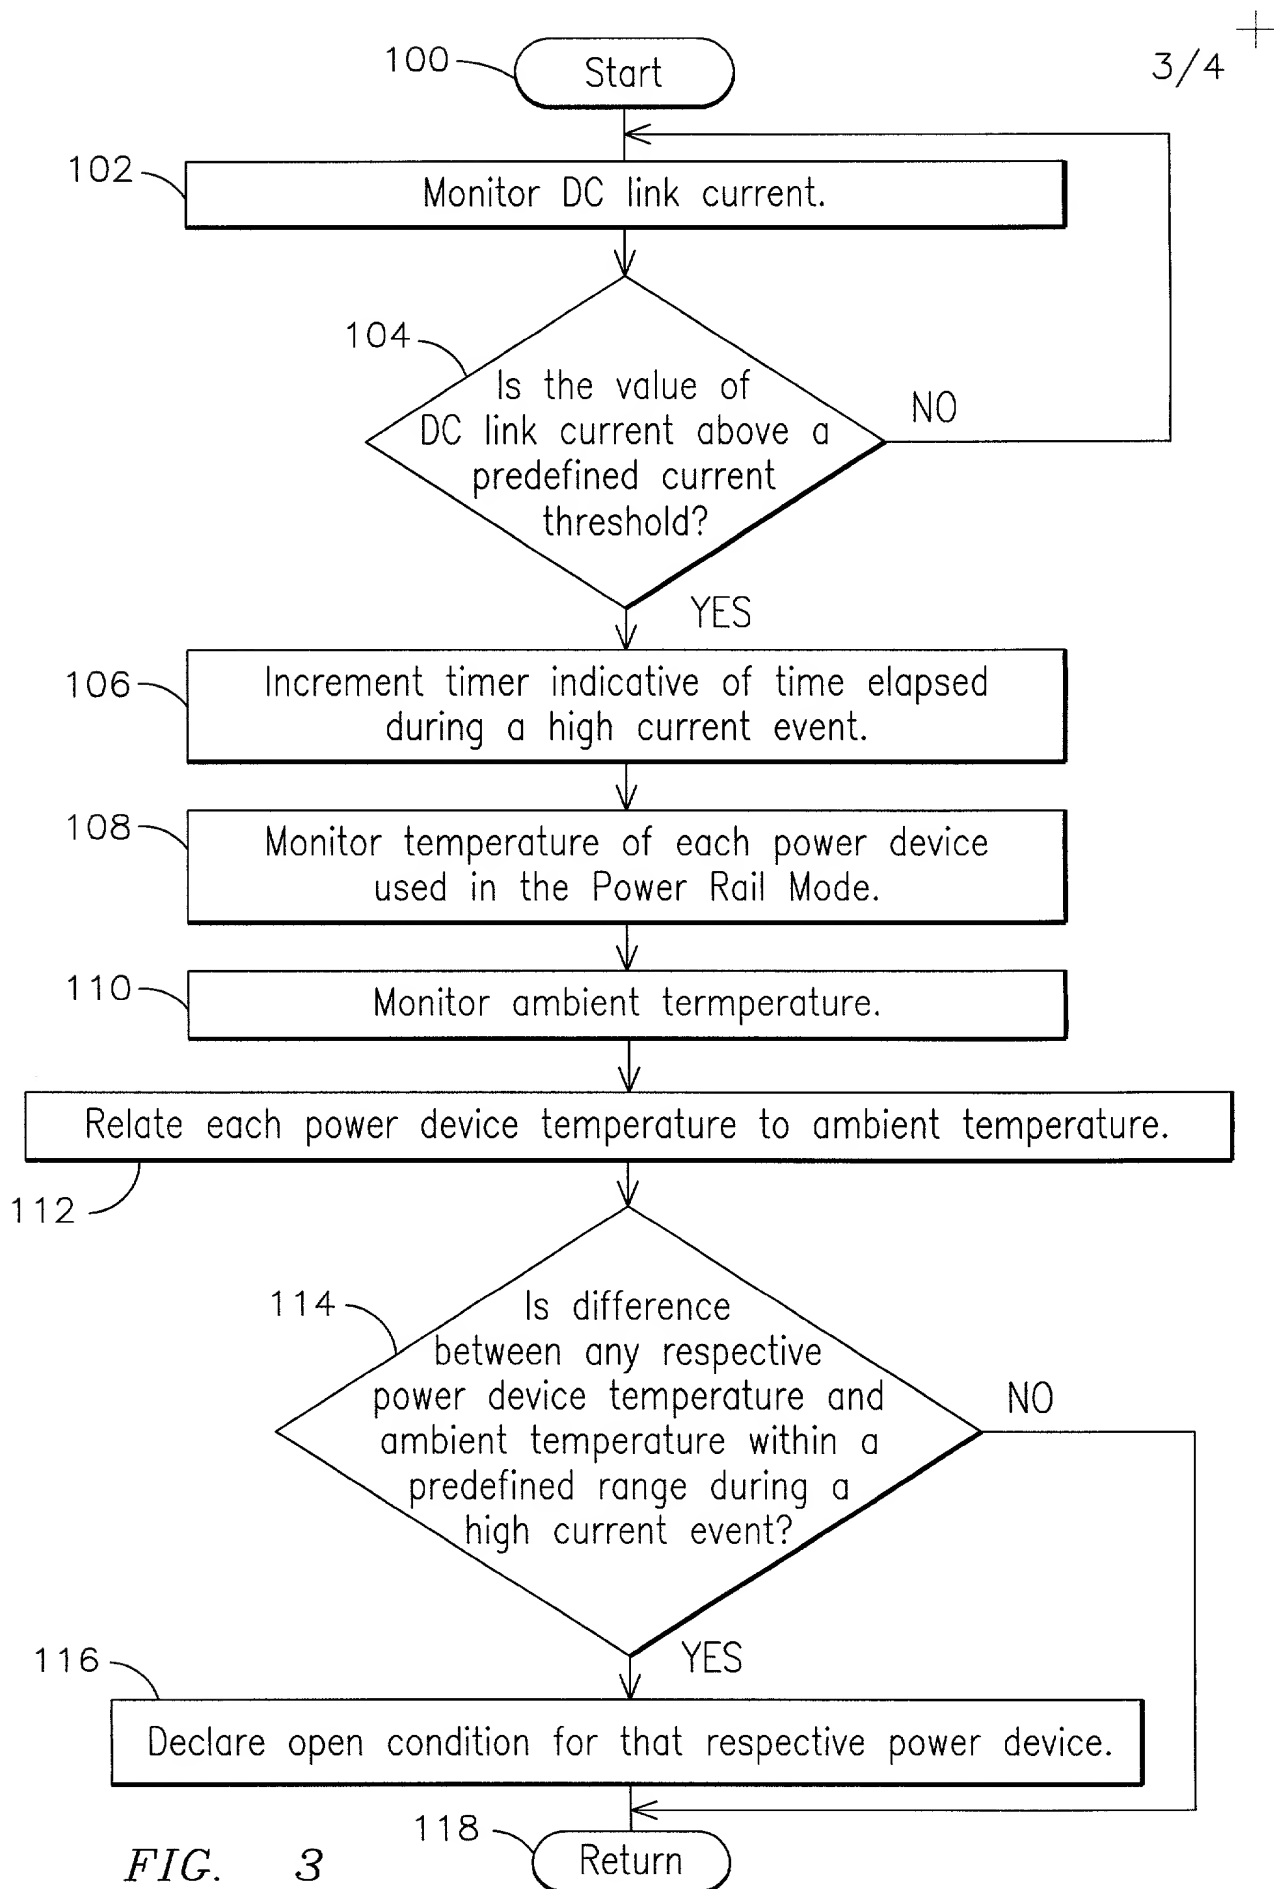 100
Start
3/4
102
Monitor DC link current.
104
Is the value of
DC link current above a
predefined current
threshold?
NO
YES
106
Increment timer indicative of time elapsed
during a high current event.
108
Monitor temperature of each power device
used in the Power Rail Mode.
110
Monitor ambient termperature.
Relate each power device temperature to ambient temperature.
112
114
Is difference
between any respective
power device temperature and
ambient temperature within a
predefined range during a
high current event?
NO
YES
116
Declare open condition for that respective power device.
118
Return
FIG. 3